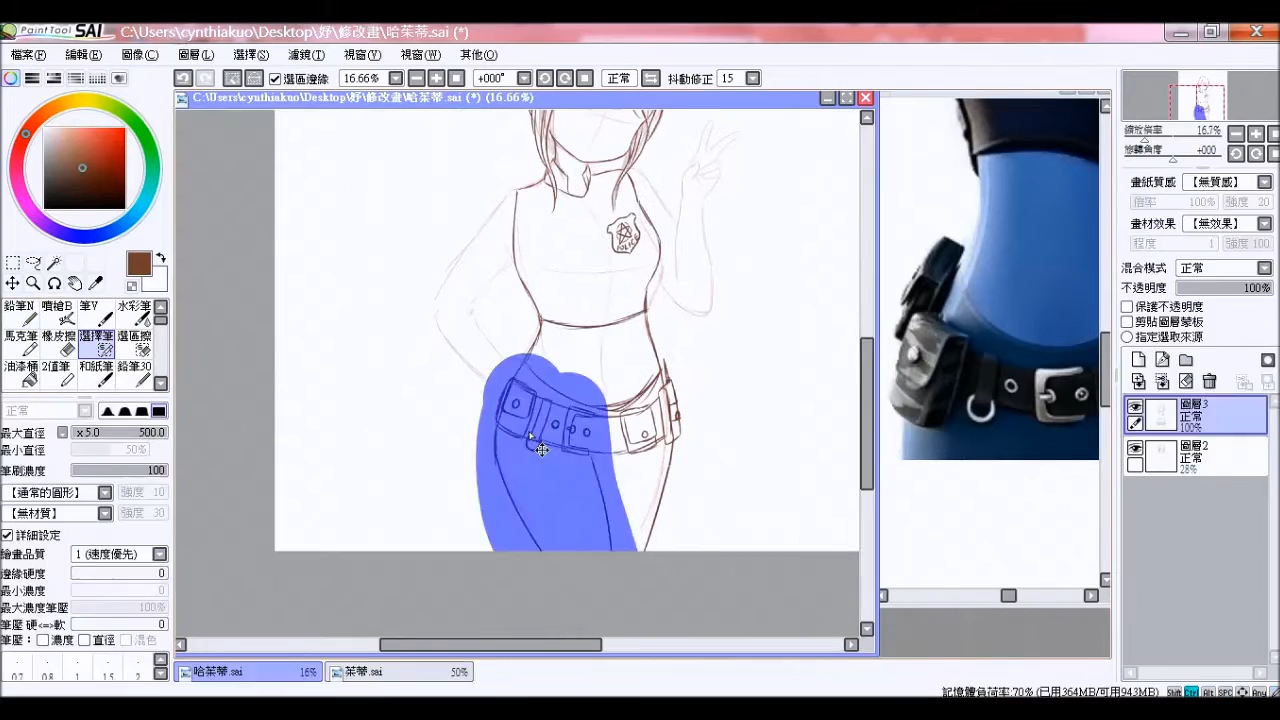 PaintTool SAI C:\Users\cynthiakuo\Desktop\妤\修改畫\哈茱蒂.sai (*)
檔案(F) 編輯(E) 圖像(C) 圖層(L) 選擇(S) 濾鏡(T) 視窗(V) 視窗(W) 其他(O)
選區邊緣 16.66% +000° 正常 抖動修正 15
C:\Users\cynthiakuo\Desktop\妤\修改畫\哈茱蒂.sai (*) (16.66%)
縮放倍率 16.7%
旋轉角度 +000
畫紙質感 【無質感】
倍率 100% 強度 20
畫材效果 【無效果】
程度 1 強度 100
混合模式 正常
不透明度 100%
保護不透明度
剪貼圖層蒙板
指定選取來源
圖層3
正常
100%
圖層2
正常
28%
鉛筆N 噴槍B 筆V 水彩筆
馬克筆 橡皮擦 選擇筆 選區擦
油漆桶 2值筆 和紙筆 鉛筆30
正常
最大直徑 x5.0 500.0
最小直徑 50%
筆刷濃度 100
【通常的圓形】 強度 10
【無材質】 強度 30
詳細設定
繪畫品質 1 (速度優先)
邊緣硬度 0
最小濃度 0
最大濃度筆壓 100%
筆壓 硬<=>軟 0
筆壓: 濃度 直徑 混色
0.7 0.8 1 1.5 2
POLICE
哈茱蒂.sai 16% 茱蒂.sai 50%
記憶體負荷率:70% (已用364MB/可用943MB) Shift Ctrl Alt SPC Any